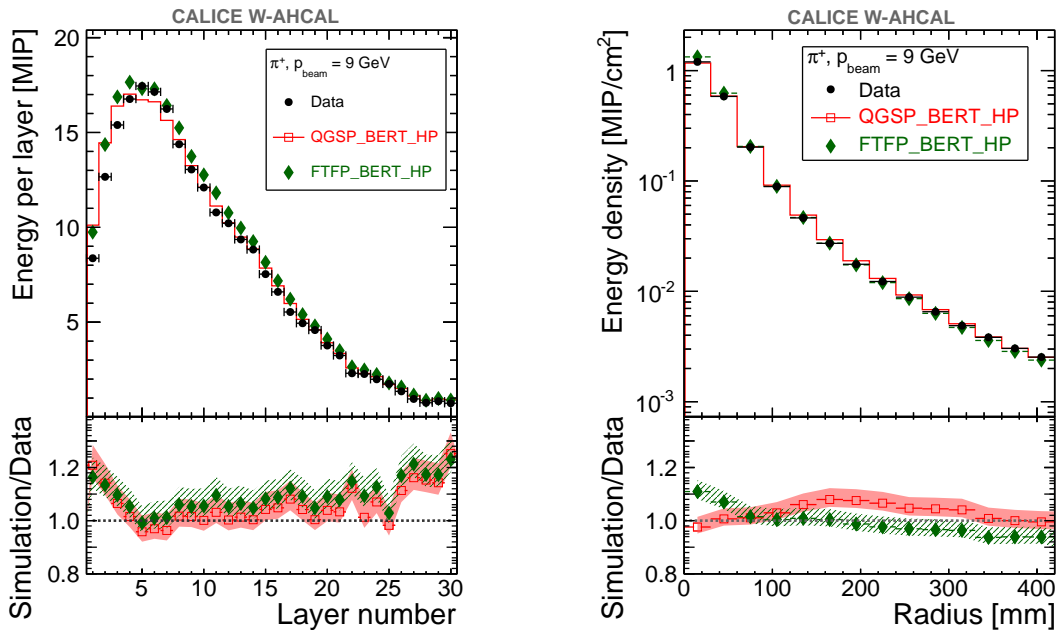 CALICE W-AHCAL
Energy per layer [MIP]
20
15
10
5
π+, p_beam = 9 GeV
Data
QGSP_BERT_HP
FTFP_BERT_HP
Simulation/Data
1.2
1.0
0.8
5 10 15 20 25 30
Layer number
CALICE W-AHCAL
Energy density [MIP/cm²]
1
10⁻¹
10⁻²
10⁻³
π+, p_beam = 9 GeV
Data
QGSP_BERT_HP
FTFP_BERT_HP
Simulation/Data
1.2
1.0
0.8
0 100 200 300 400
Radius [mm]